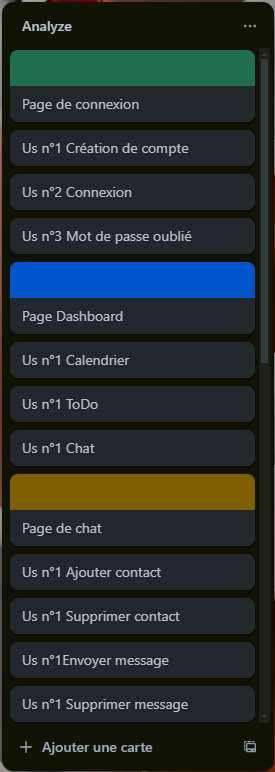 Analyze
Page de connexion
Us n°1 Création de compte
Us n°2 Connexion
Us n°3 Mot de passe oublié
Page Dashboard
Us n°1 Calendrier
Us n°1 ToDo
Us n°1 Chat
Page de chat
Us n°1 Ajouter contact
Us n°1 Supprimer contact
Us n°1Envoyer message
Us n°1 Supprimer message
Ajouter une carte